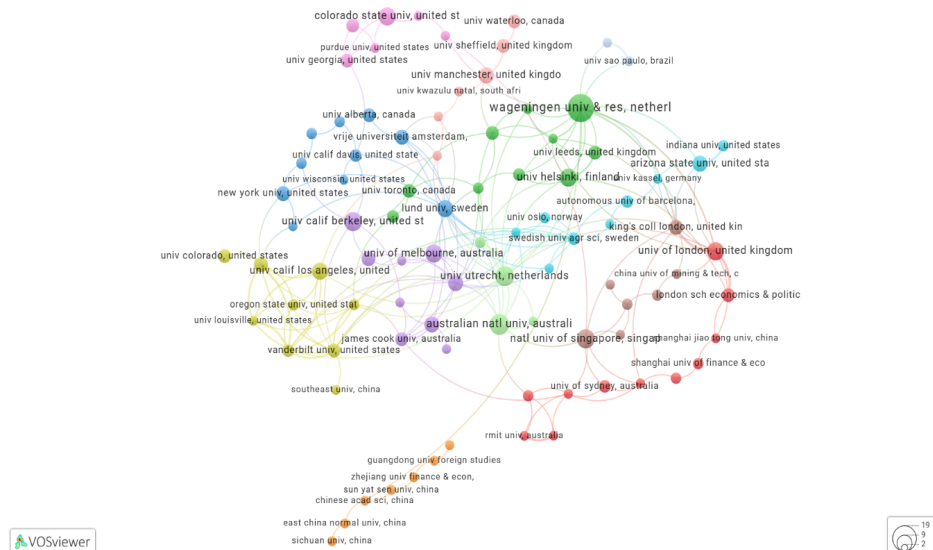 colorado state univ, united st
univ waterloo, canada
purdue univ, united states
univ sheffield, united kingdom
univ georgia, united states
univ sao paulo, brazil
univ manchester, united kingdo
univ kwazulu natal, south afri
wageningen univ & res, netherl
univ alberta, canada
vrije universiteit amsterdam,
indiana univ, united states
univ calif davis, united state
univ leeds, united kingdom
arizona state univ, united sta
univ wisconsin, united states
univ helsinki, finland
univ kassel, germany
new york univ, united states
univ toronto, canada
autonomous univ of barcelona,
lund univ, sweden
univ calif berkeley, united st
univ oslo, norway
king's coll london, united kin
swedish univ agr sci, sweden
univ of london, united kingdom
univ colorado, united states
univ of melbourne, australia
univ calif los angeles, united
univ utrecht, netherlands
china univ of mining & tech, c
london sch economics & politic
oregon state univ, united stat
univ louisville, united states
australian natl univ, australi
james cook univ, australia
natl univ of singapore, singap
shanghai jiao tong univ, china
vanderbilt univ, united states
shanghai univ of finance & eco
southeast univ, china
univ of sydney, australia
rmit univ, australia
guangdong univ foreign studies
zhejiang univ finance & econ,
sun yat sen univ, china
chinese acad sci, china
east china normal univ, china
sichuan univ, china
VOSviewer
19
9
2